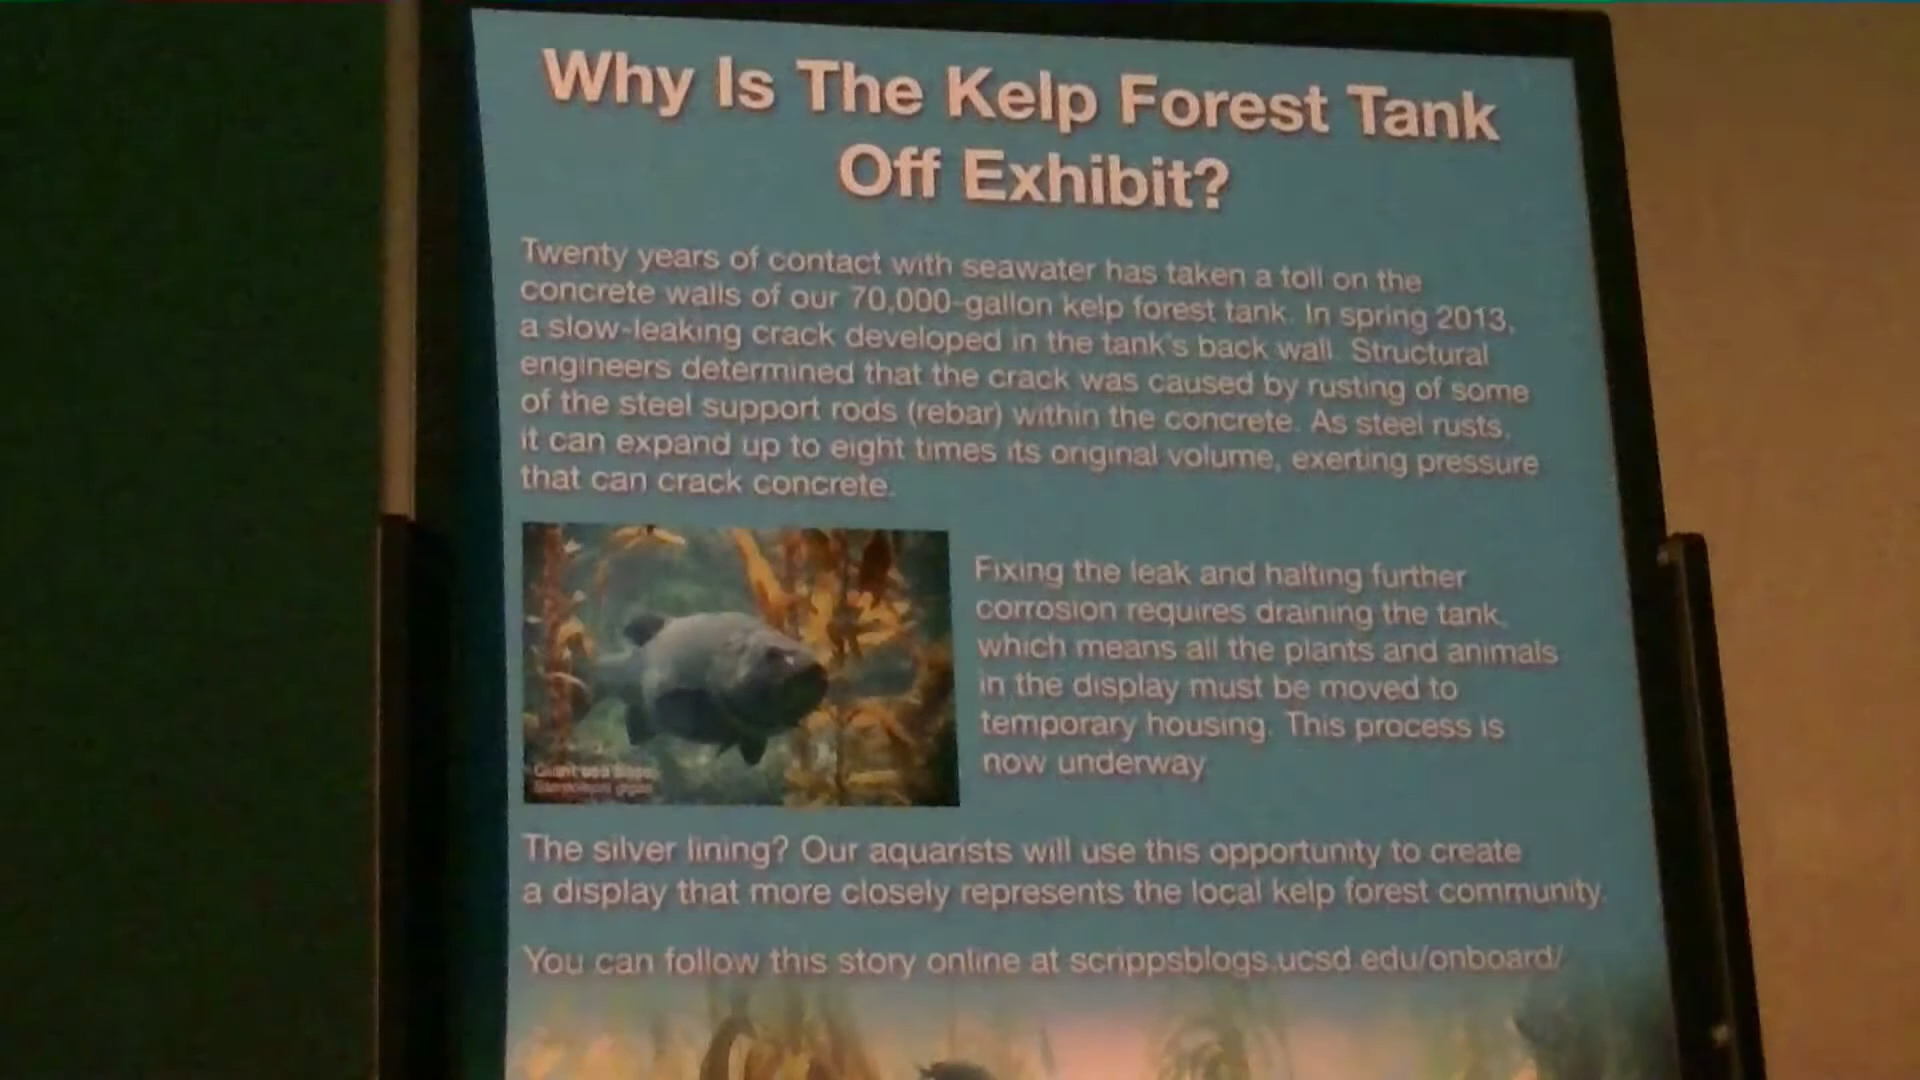 Why Is The Kelp Forest Tank
Off Exhibit?
Twenty years of contact with seawater has taken a toll on the
concrete walls of our 70,000-gallon kelp forest tank. In spring 2013,
a slow-leaking crack developed in the tank's back wall. Structural
engineers determined that the crack was caused by rusting of some
of the steel support rods (rebar) within the concrete. As steel rusts,
it can expand up to eight times its original volume, exerting pressure
that can crack concrete.
Fixing the leak and halting further
corrosion requires draining the tank,
which means all the plants and animals
in the display must be moved to
temporary housing. This process is
now underway.
Giant sea bass
The silver lining? Our aquarists will use this opportunity to create
a display that more closely represents the local kelp forest community.
You can follow this story online at scrippsblogs.ucsd.edu/onboard/